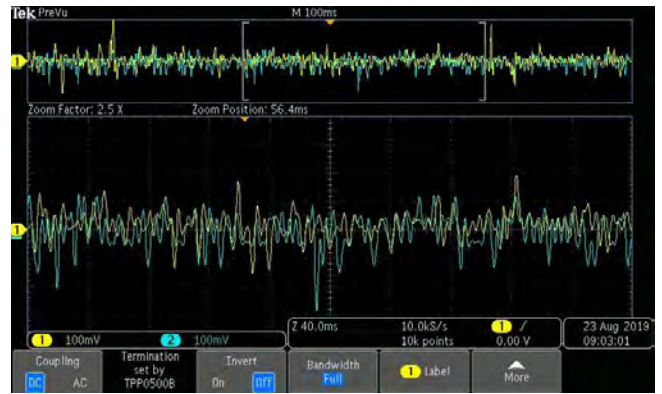 Tek PreVu M 100ms
1
Zoom Factor: 2.5 X Zoom Position: 56.4ms
1
1 100mV 2 100mV
Z 40.0ms 10.0kS/s 10k points
1 / 0.00 V
23 Aug 2019 09:03:01
Coupling DC AC
Termination set by TPP0500B
Invert On Off
Bandwidth Full
1 Label
More